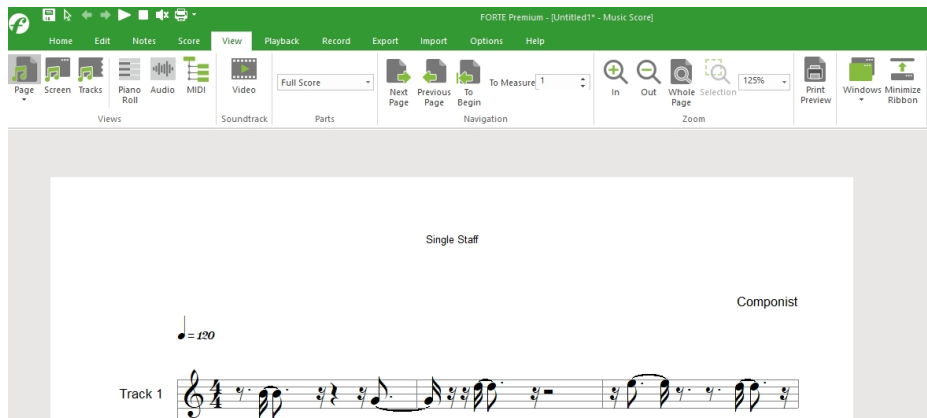 FORTE Premium - [Untitled1* - Music Score]
Home Edit Notes Score View Playback Record Export Import Options Help
Page Screen Tracks Piano Roll Audio MIDI Video Full Score Next Page Previous Page To Begin To Measure 1 In Out Whole Page Selection 125% Print Preview Windows Minimize Ribbon
Views Soundtrack Parts Navigation Zoom
Single Staff
Componist
= 120
Track 1 4/4